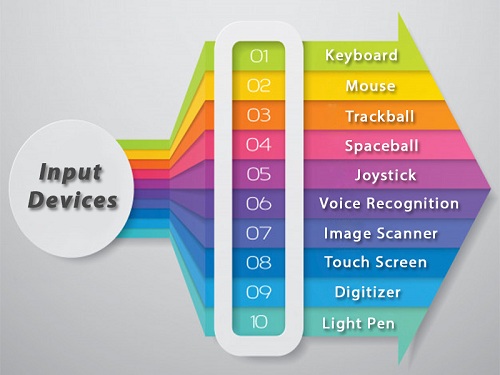 Input
Devices
01 Keyboard
02 Mouse
03 Trackball
04 Spaceball
05 Joystick
06 Voice Recognition
07 Image Scanner
08 Touch Screen
09 Digitizer
10 Light Pen